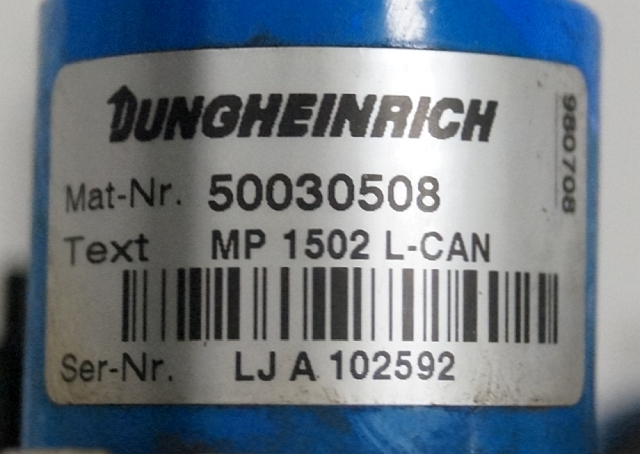 JUNGHEINRICH
Mat-Nr. 50030508
Text MP 1502 L-CAN
Ser-Nr. LJ A 102592
980708